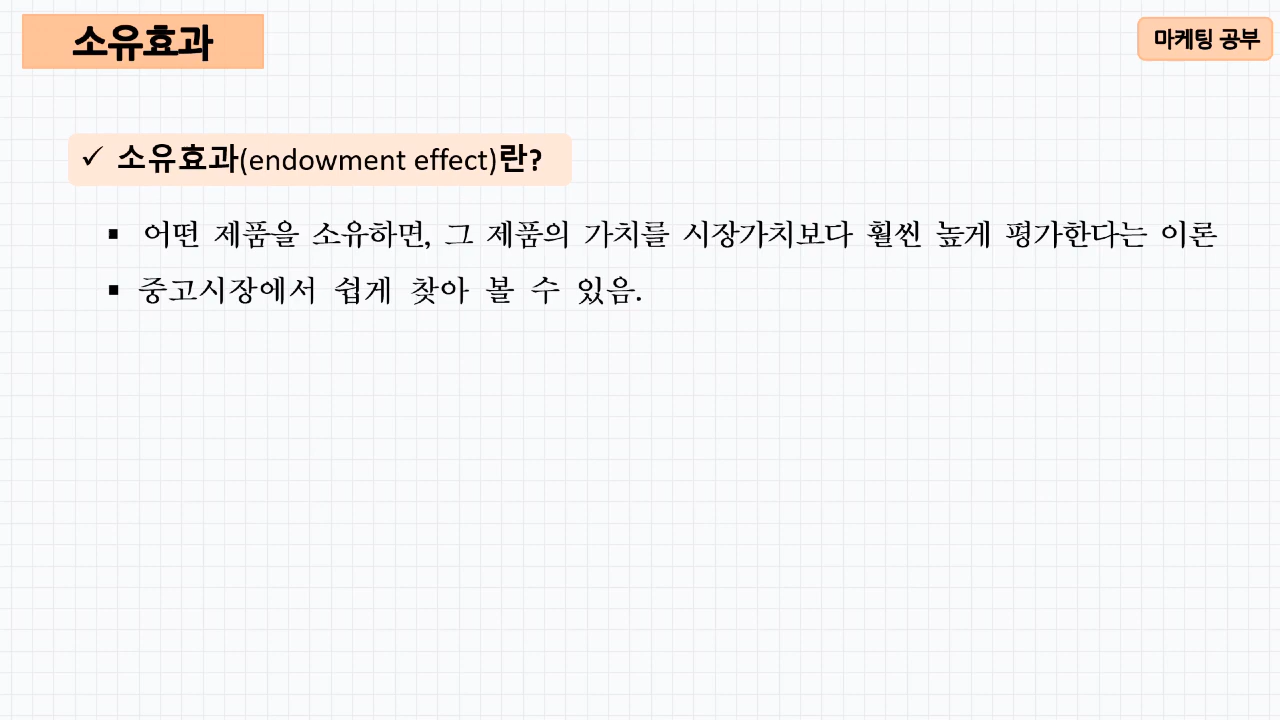 소유효과
마케팅 공부
✓ 소유효과(endowment effect)란?
▪ 어떤 제품을 소유하면, 그 제품의 가치를 시장가치보다 훨씬 높게 평가한다는 이론
▪ 중고시장에서 쉽게 찾아 볼 수 있음.